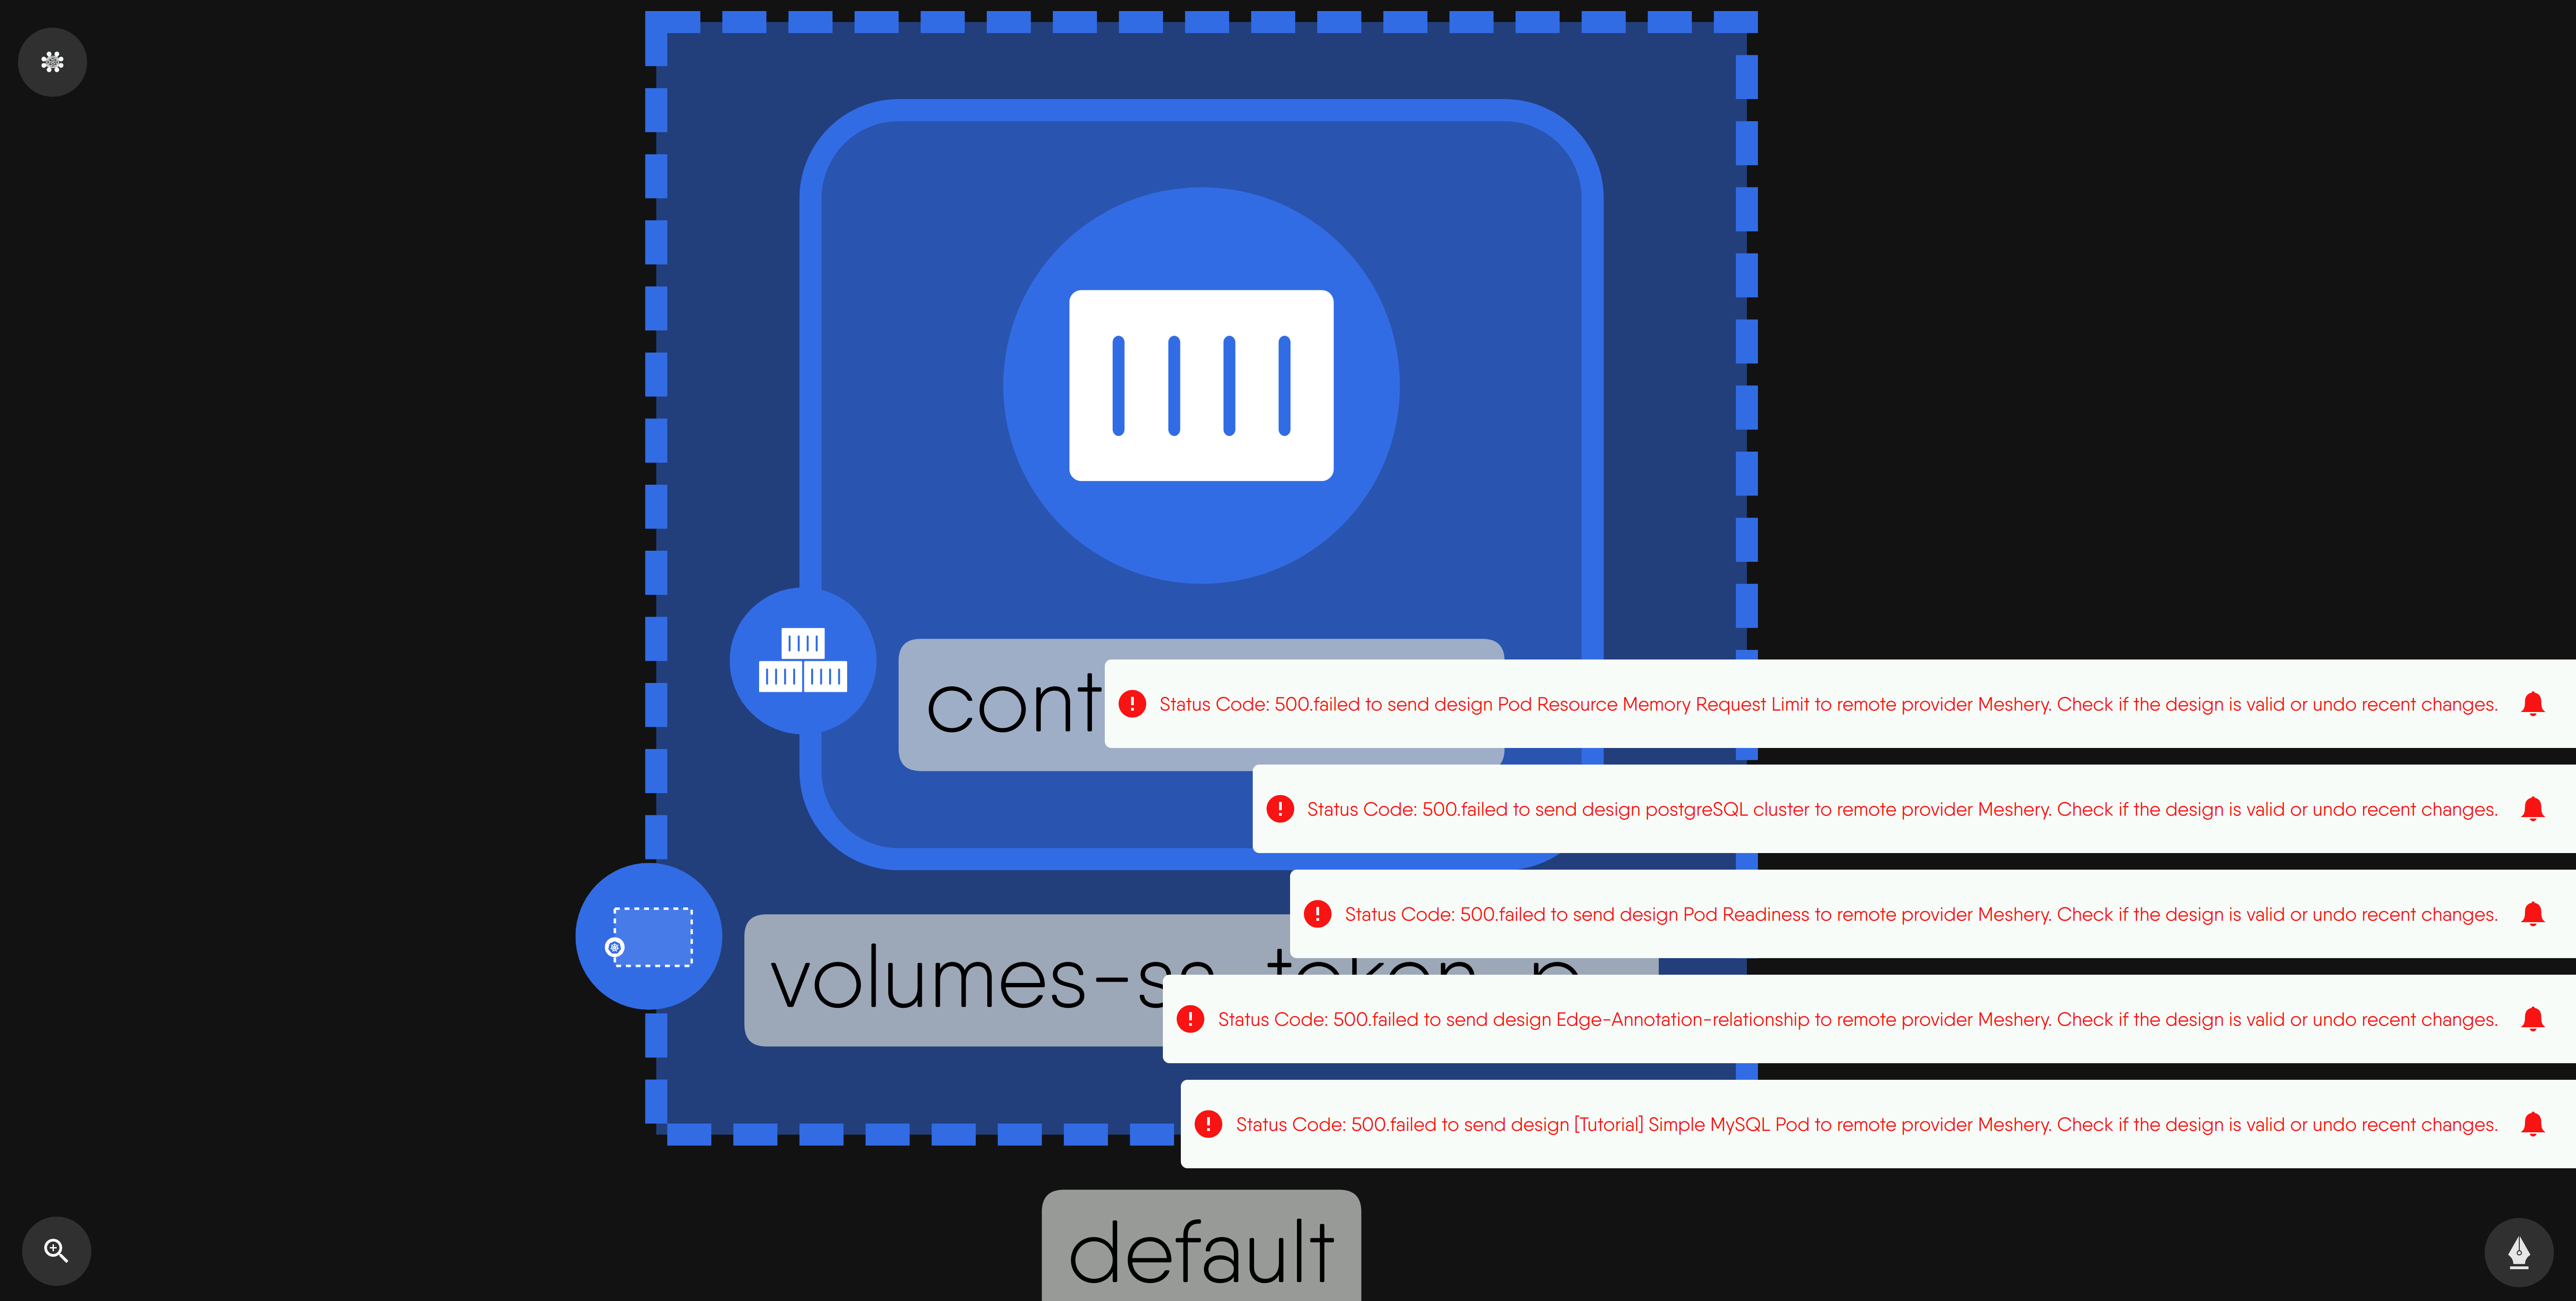 cont
Status Code: 500.failed to send design Pod Resource Memory Request Limit to remote provider Meshery. Check if the design is valid or undo recent changes.
Status Code: 500.failed to send design postgreSQL cluster to remote provider Meshery. Check if the design is valid or undo recent changes.
Status Code: 500.failed to send design Pod Readiness to remote provider Meshery. Check if the design is valid or undo recent changes.
volumes-sa-token-p
Status Code: 500.failed to send design Edge-Annotation-relationship to remote provider Meshery. Check if the design is valid or undo recent changes.
Status Code: 500.failed to send design [Tutorial] Simple MySQL Pod to remote provider Meshery. Check if the design is valid or undo recent changes.
default